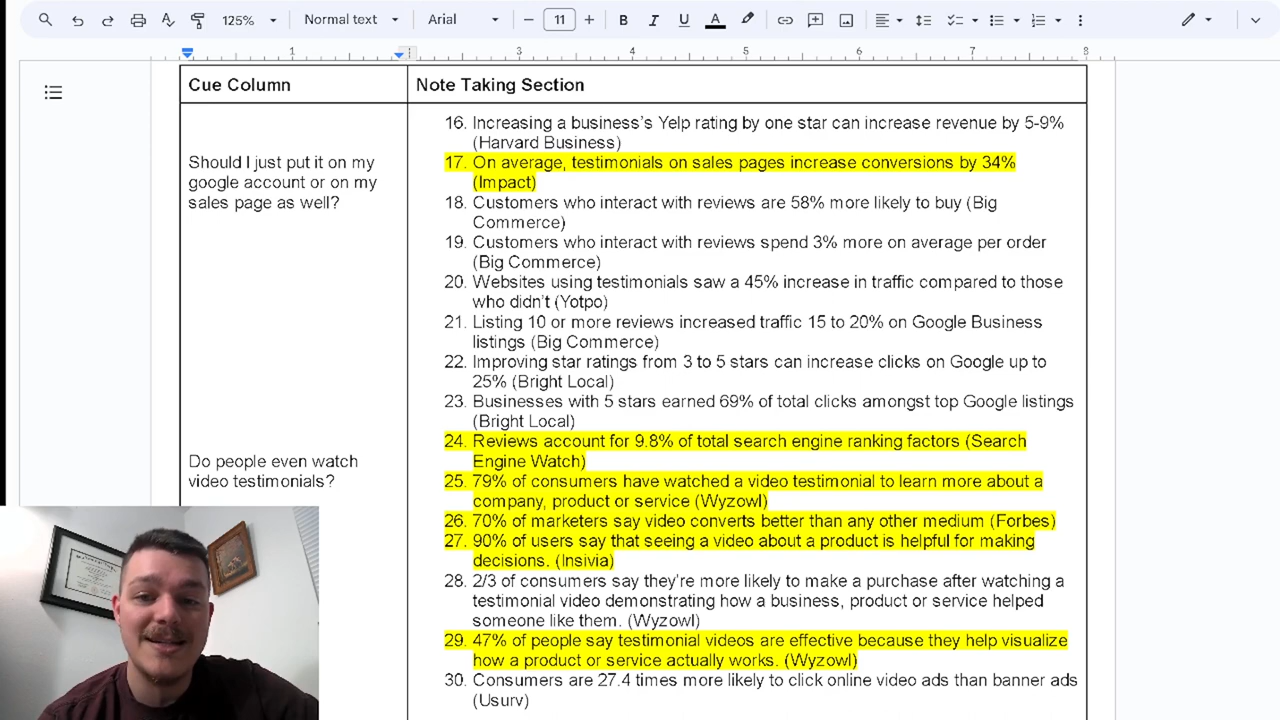 125%
Normal text
Arial
11
B
I
U
A
1
3
4
5
6
7
8
Cue Column
Note Taking Section
Should I just put it on my
google account or on my
sales page as well?
Do people even watch
video testimonials?
16. Increasing a business’s Yelp rating by one star can increase revenue by 5-9%
(Harvard Business)
17. On average, testimonials on sales pages increase conversions by 34%
(Impact)
18. Customers who interact with reviews are 58% more likely to buy (Big
Commerce)
19. Customers who interact with reviews spend 3% more on average per order
(Big Commerce)
20. Websites using testimonials saw a 45% increase in traffic compared to those
who didn’t (Yotpo)
21. Listing 10 or more reviews increased traffic 15 to 20% on Google Business
listings (Big Commerce)
22. Improving star ratings from 3 to 5 stars can increase clicks on Google up to
25% (Bright Local)
23. Businesses with 5 stars earned 69% of total clicks amongst top Google listings
(Bright Local)
24. Reviews account for 9.8% of total search engine ranking factors (Search
Engine Watch)
25. 79% of consumers have watched a video testimonial to learn more about a
company, product or service (Wyzowl)
26. 70% of marketers say video converts better than any other medium (Forbes)
27. 90% of users say that seeing a video about a product is helpful for making
decisions. (Insivia)
28. 2/3 of consumers say they’re more likely to make a purchase after watching a
testimonial video demonstrating how a business, product or service helped
someone like them. (Wyzowl)
29. 47% of people say testimonial videos are effective because they help visualize
how a product or service actually works. (Wyzowl)
30. Consumers are 27.4 times more likely to click online video ads than banner ads
(Usurv)